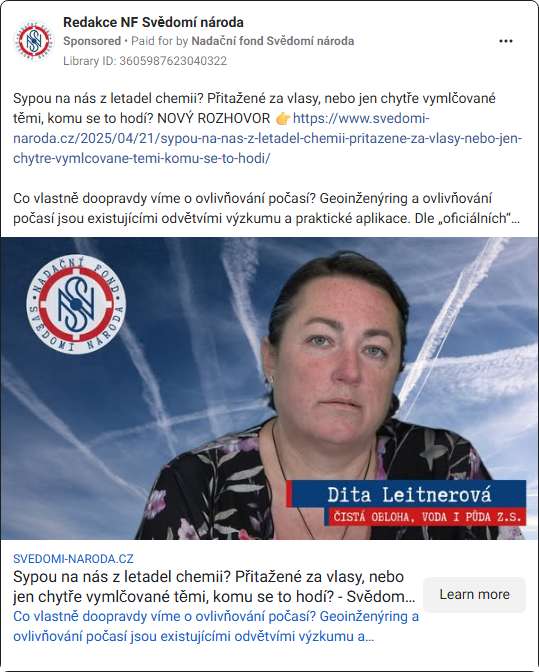 Redakce NF Svědomí národa
Sponsored • Paid for by Nadační fond Svědomí národa
Library ID: 3605987623040322
Sypou na nás z letadel chemii? Přitažené za vlasy, nebo jen chytře vymlčované
těmi, komu se to hodí? NOVÝ ROZHOVOR 👉https://www.svedomi-
naroda.cz/2025/04/21/sypou-na-nas-z-letadel-chemii-pritazene-za-vlasy-nebo-jen-
chytre-vymlcovane-temi-komu-se-to-hodi/
Co vlastně doopravdy víme o ovlivňování počasí? Geoinženýring a ovlivňování
počasí jsou existujícími odvětvími výzkumu a praktické aplikace. Dle „oficiálních“...
NADAČNÍ FOND
SVĚDOMÍ NÁRODA
NS
Dita Leitnerová
ČISTÁ OBLOHA, VODA I PŮDA Z.S.
SVEDOMI-NARODA.CZ
Sypou na nás z letadel chemii? Přitažené za vlasy, nebo
jen chytře vymlčované těmi, komu se to hodí? - Svědom...
Learn more
Co vlastně doopravdy víme o ovlivňování počasí? Geoinženýring a
ovlivňování počasí jsou existujícími odvětvími výzkumu a...